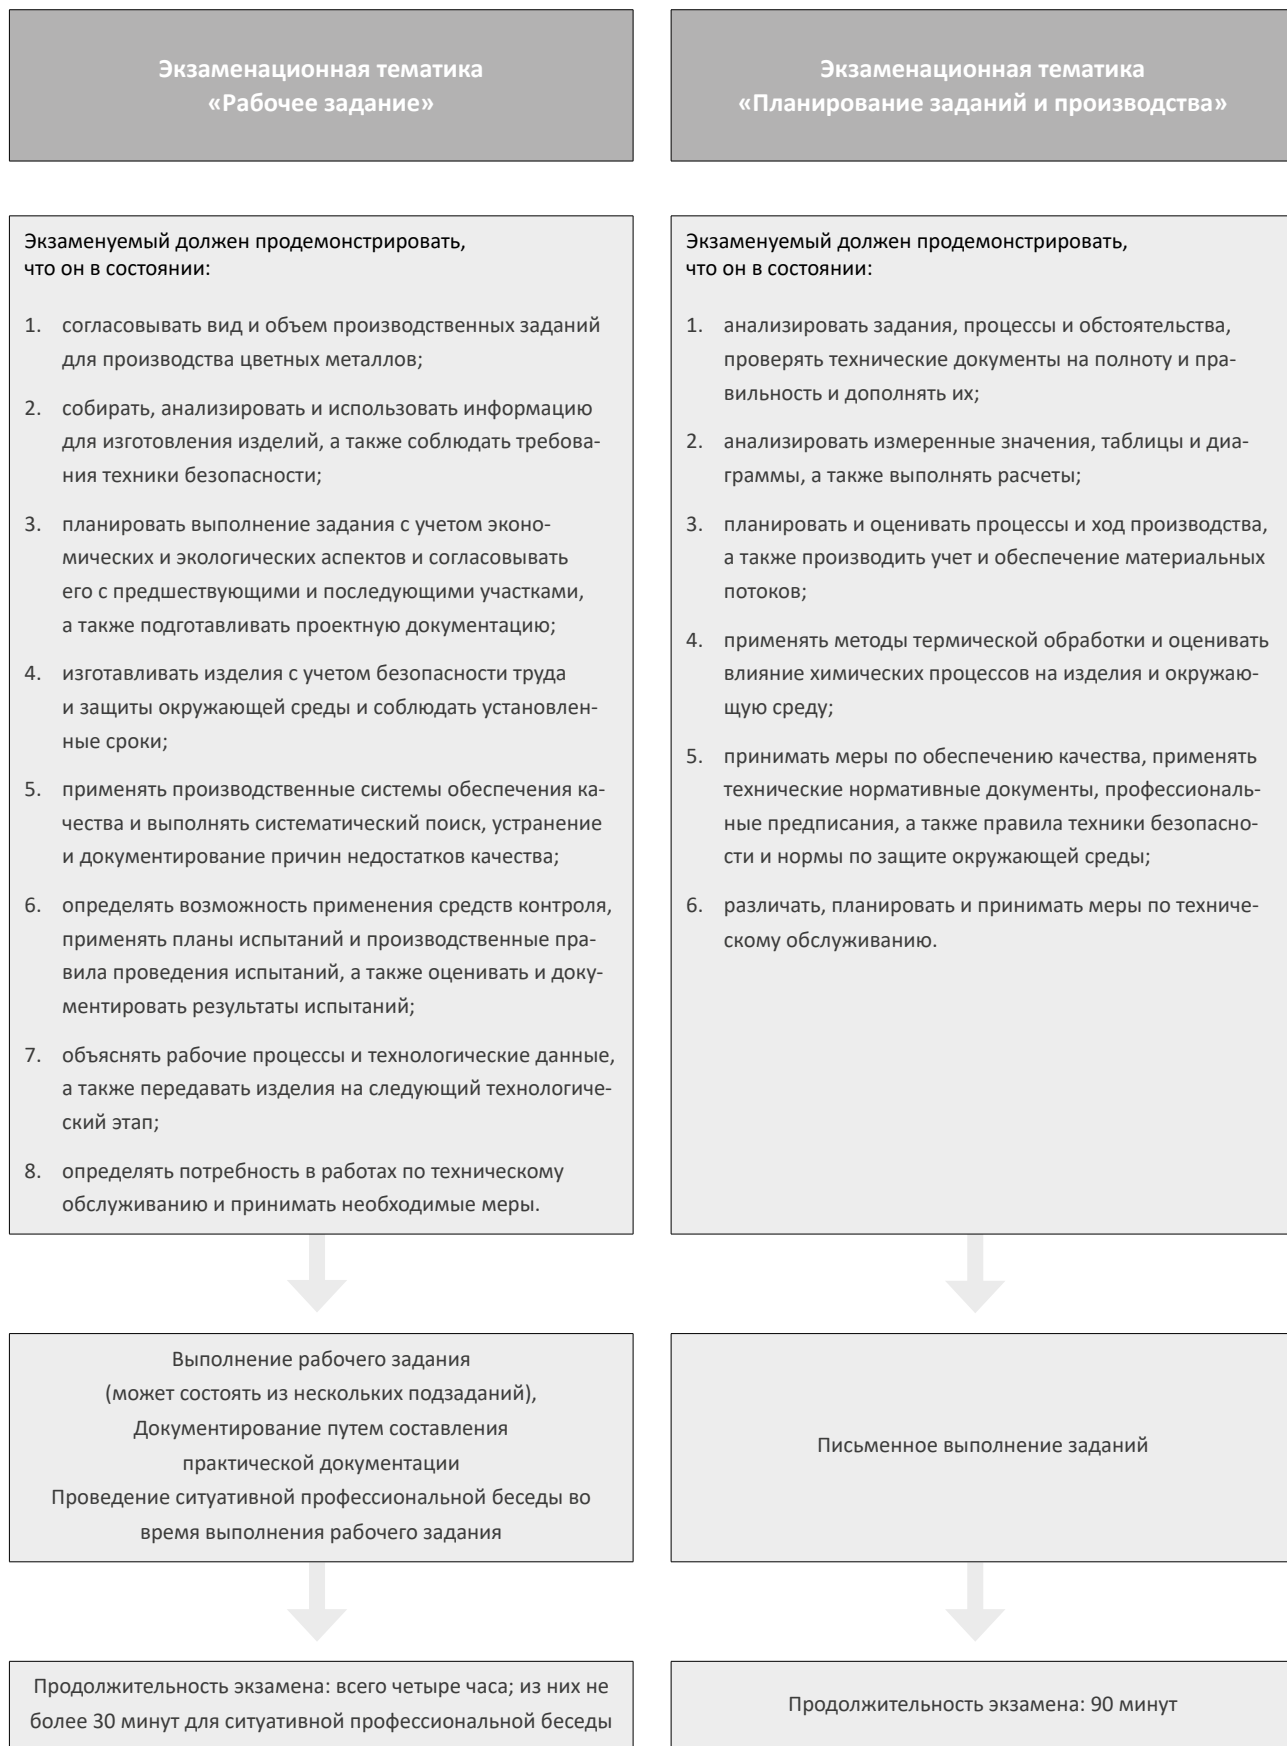 Экзаменационная тематика
«Рабочее задание»
Экзаменуемый должен продемонстрировать,
что он в состоянии:
1. согласовывать вид и объем производственных заданий
для производства цветных металлов;
2. собирать, анализировать и использовать информацию
для изготовления изделий, а также соблюдать требова-
ния техники безопасности;
3. планировать выполнение задания с учетом эконо-
мических и экологических аспектов и согласовывать
его с предшествующими и последующими участками,
а также подготавливать проектную документацию;
4. изготавливать изделия с учетом безопасности труда
и защиты окружающей среды и соблюдать установлен-
ные сроки;
5. применять производственные системы обеспечения ка-
чества и выполнять систематический поиск, устранение
и документирование причин недостатков качества;
6. определять возможность применения средств контроля,
применять планы испытаний и производственные пра-
вила проведения испытаний, а также оценивать и доку-
ментировать результаты испытаний;
7. объяснять рабочие процессы и технологические данные,
а также передавать изделия на следующий технологиче-
ский этап;
8. определять потребность в работах по техническому
обслуживанию и принимать необходимые меры.
Выполнение рабочего задания
(может состоять из нескольких подзаданий),
Документирование путем составления
практической документации
Проведение ситуативной профессиональной беседы во
время выполнения рабочего задания
Продолжительность экзамена: всего четыре часа; из них не
более 30 минут для ситуативной профессиональной беседы
Экзаменационная тематика
«Планирование заданий и производства»
Экзаменуемый должен продемонстрировать,
что он в состоянии:
1. анализировать задания, процессы и обстоятельства,
проверять технические документы на полноту и пра-
вильность и дополнять их;
2. анализировать измеренные значения, таблицы и диа-
граммы, а также выполнять расчеты;
3. планировать и оценивать процессы и ход производства,
а также производить учет и обеспечение материальных
потоков;
4. применять методы термической обработки и оценивать
влияние химических процессов на изделия и окружаю-
щую среду;
5. принимать меры по обеспечению качества, применять
технические нормативные документы, профессиональ-
ные предписания, а также правила техники безопасно-
сти и нормы по защите окружающей среды;
6. различать, планировать и принимать меры по техниче-
скому обслуживанию.
Письменное выполнение заданий
Продолжительность экзамена: 90 минут